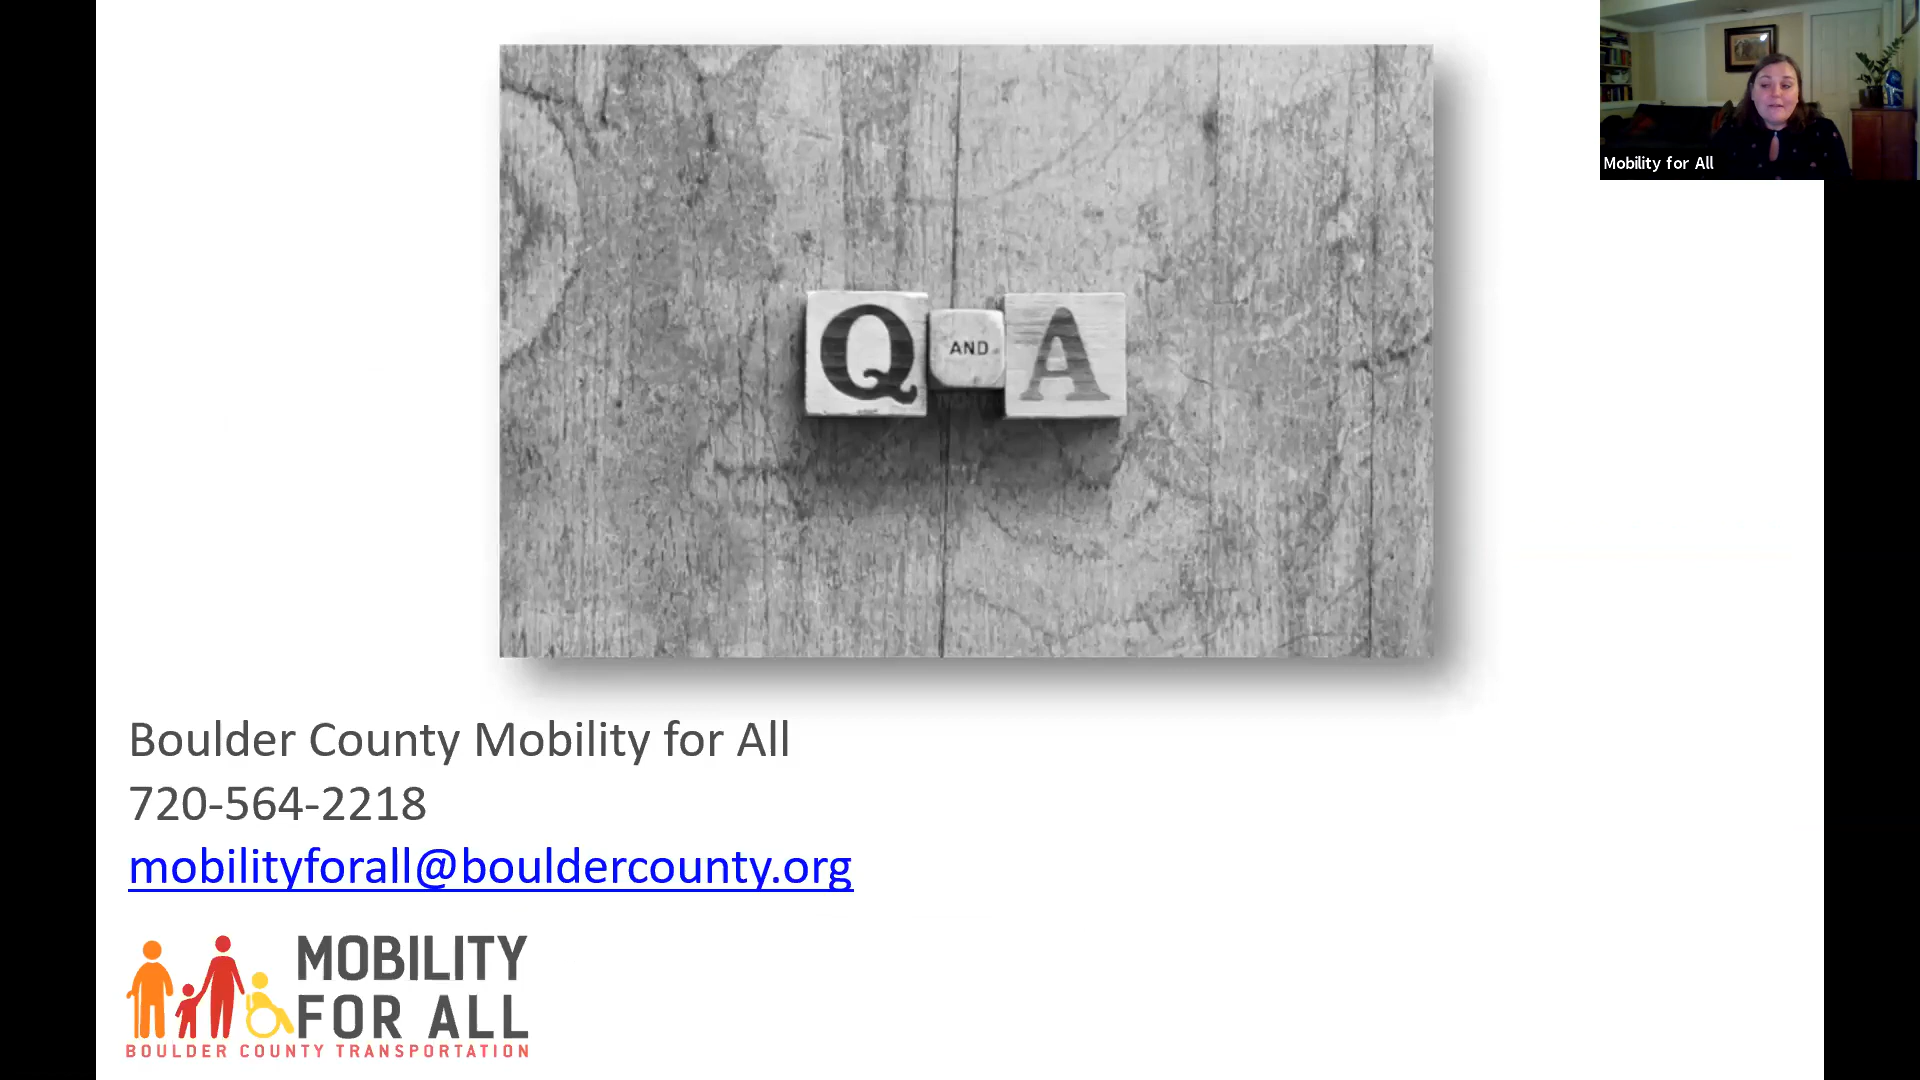 Q AND A
Mobility for All
Boulder County Mobility for All
720-564-2218
mobilityforall@bouldercounty.org
MOBILITY
FOR ALL
BOULDER COUNTY TRANSPORTATION